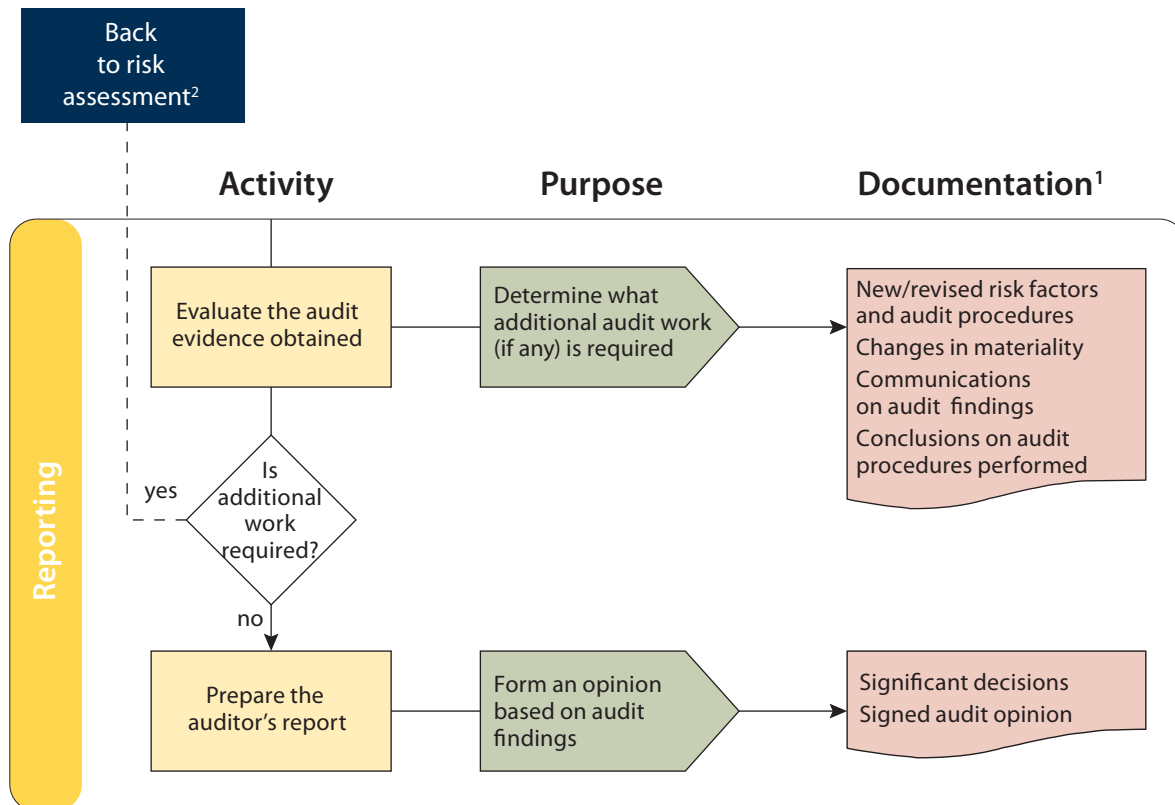 Back
to risk
assessment²
Activity
Purpose
Documentation¹
Reporting
Evaluate the audit
evidence obtained
Determine what
additional audit work
(if any) is required
New/revised risk factors
and audit procedures
Changes in materiality
Communications
on audit findings
Conclusions on audit
procedures performed
yes
Is
additional
work
required?
no
Prepare the
auditor’s report
Form an opinion
based on audit
findings
Significant decisions
Signed audit opinion